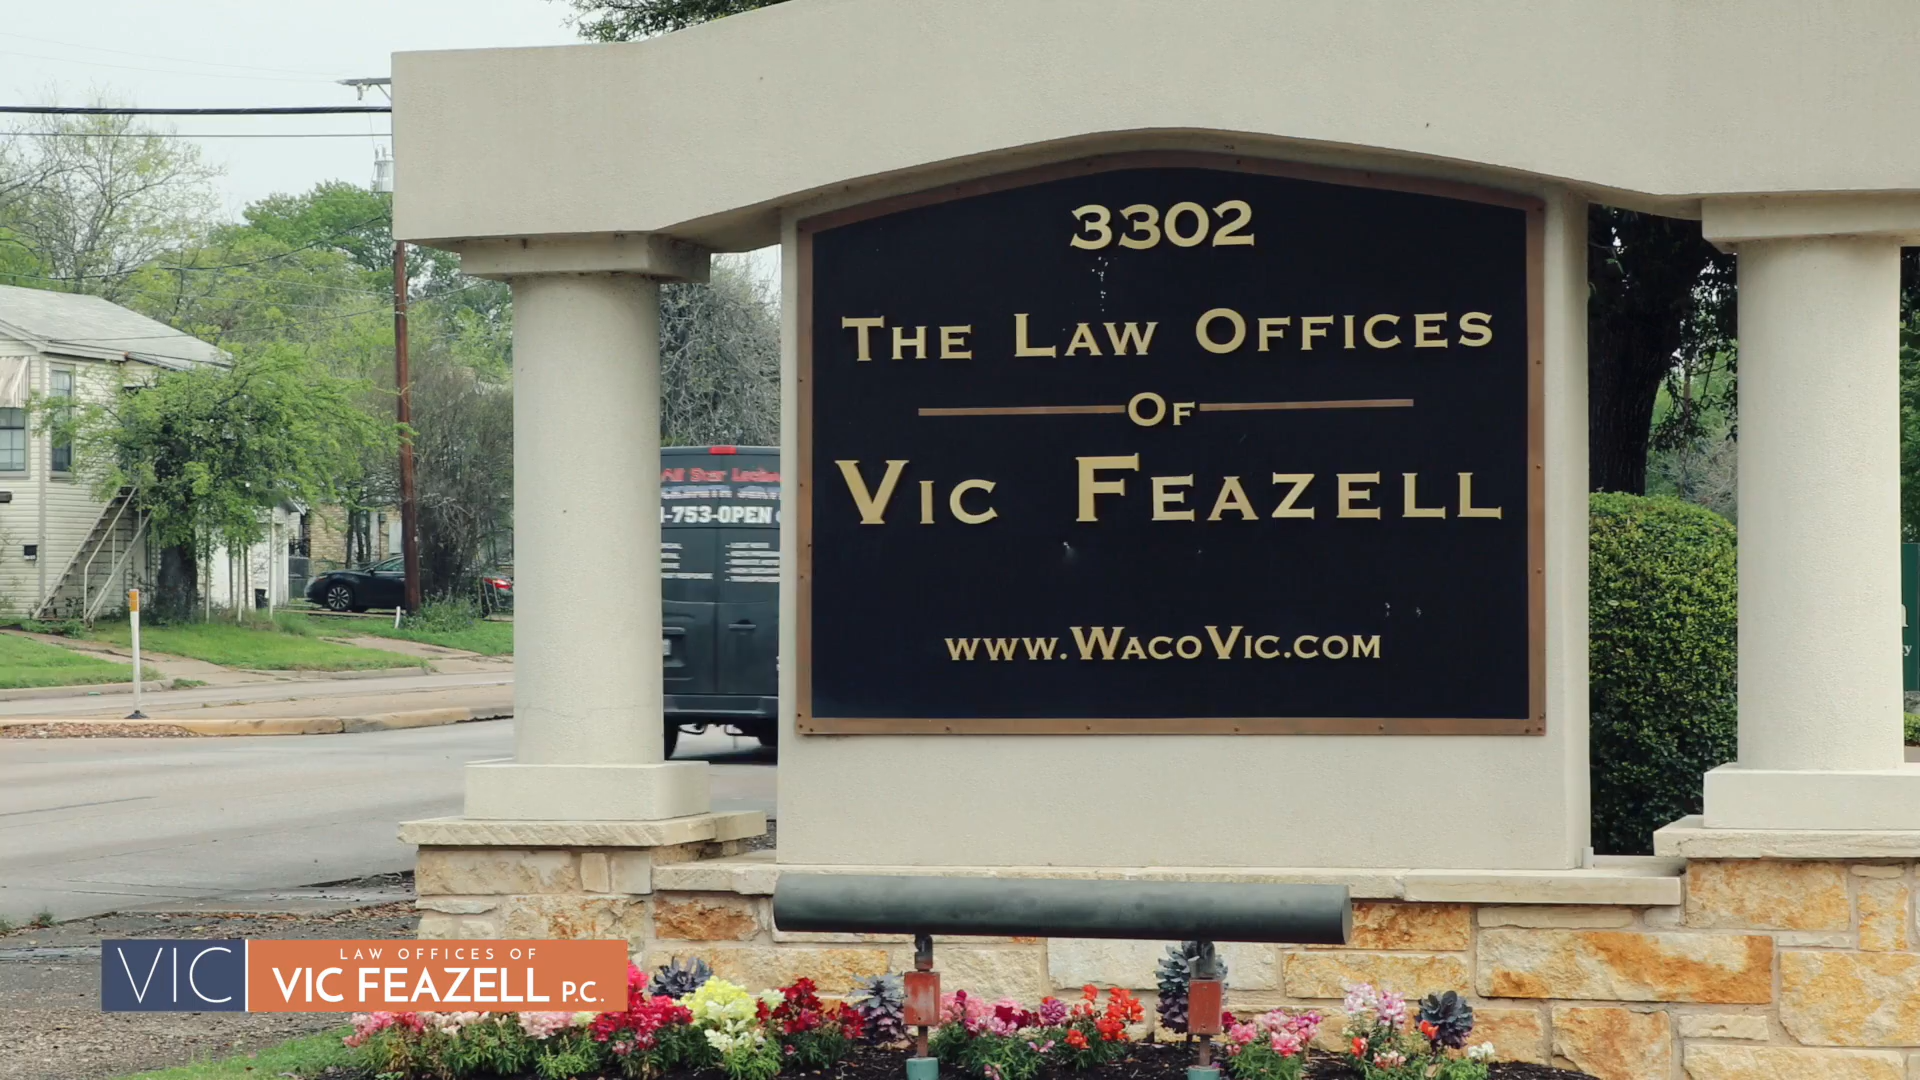 3302
THE LAW OFFICES
OF
VIC FEAZELL
WWW.WACOVIC.COM
-753-OPEN
VIC
LAW OFFICES OF
VIC FEAZELL P.C.